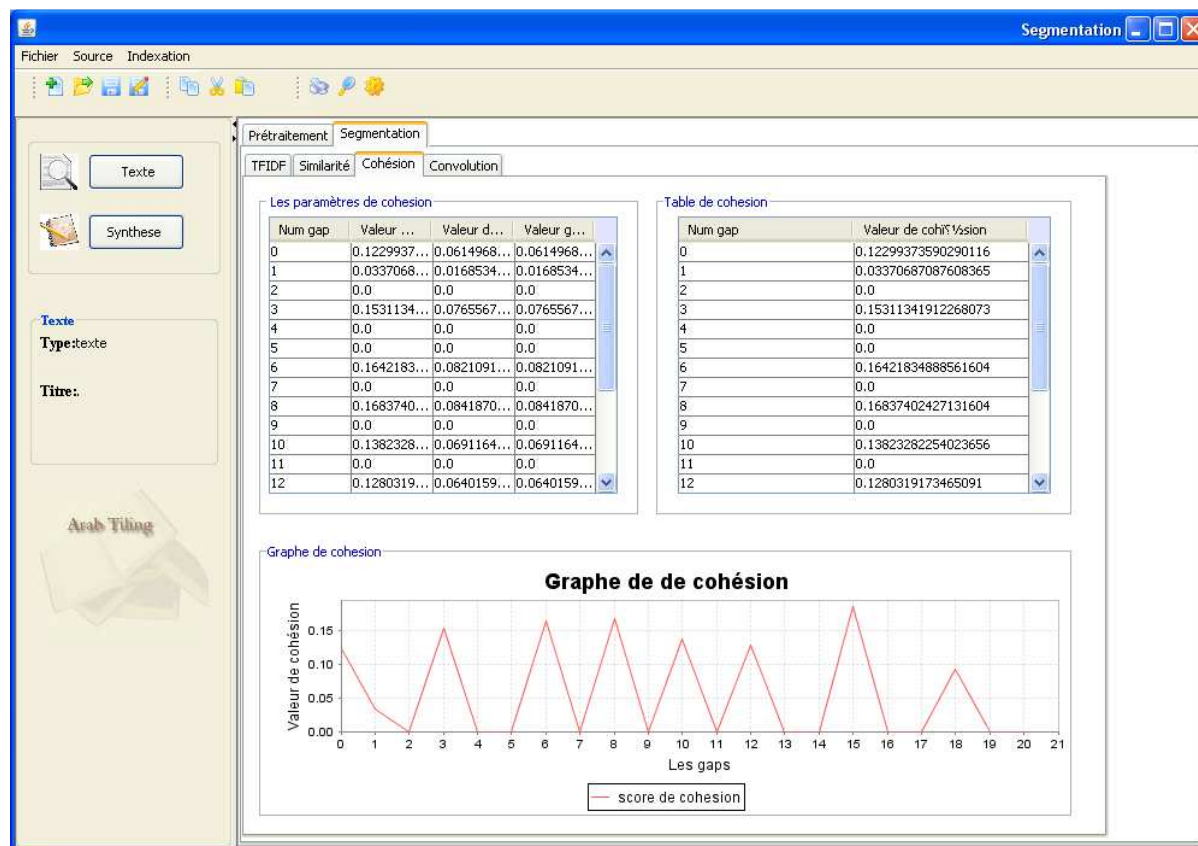 Segmentation
Fichier Source Indexation
Prétraitement Segmentation
TFIDF Similarité Cohésion Convolution
Texte
Synthese
Texte
Type:texte
Titre:.
Arab Tiling
Les paramètres de cohesion
Num gap Valeur ... Valeur d... Valeur g...
0 0.1229937... 0.0614968... 0.0614968...
1 0.0337068... 0.0168534... 0.0168534...
2 0.0 0.0 0.0
3 0.1531134... 0.0765567... 0.0765567...
4 0.0 0.0 0.0
5 0.0 0.0 0.0
6 0.1642183... 0.0821091... 0.0821091...
7 0.0 0.0 0.0
8 0.1683740... 0.0841870... 0.0841870...
9 0.0 0.0 0.0
10 0.1382328... 0.0691164... 0.0691164...
11 0.0 0.0 0.0
12 0.1280319... 0.0640159... 0.0640159...
Table de cohesion
Num gap Valeur de cohï¿½sion
0 0.12299373590290116
1 0.03370687087608365
2 0.0
3 0.15311341912268073
4 0.0
5 0.0
6 0.16421834888561604
7 0.0
8 0.16837402427131604
9 0.0
10 0.13823282254023656
11 0.0
12 0.1280319173465091
Graphe de cohesion
Graphe de de cohésion
Valeur de cohésion
0.15
0.10
0.05
0.00
0 1 2 3 4 5 6 7 8 9 10 11 12 13 14 15 16 17 18 19 20 21
Les gaps
score de cohesion